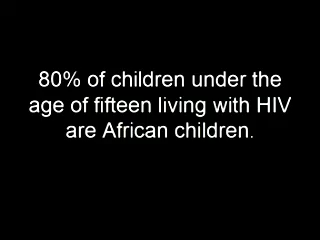 80% of children under the
age of fifteen living with HIV
are African children.